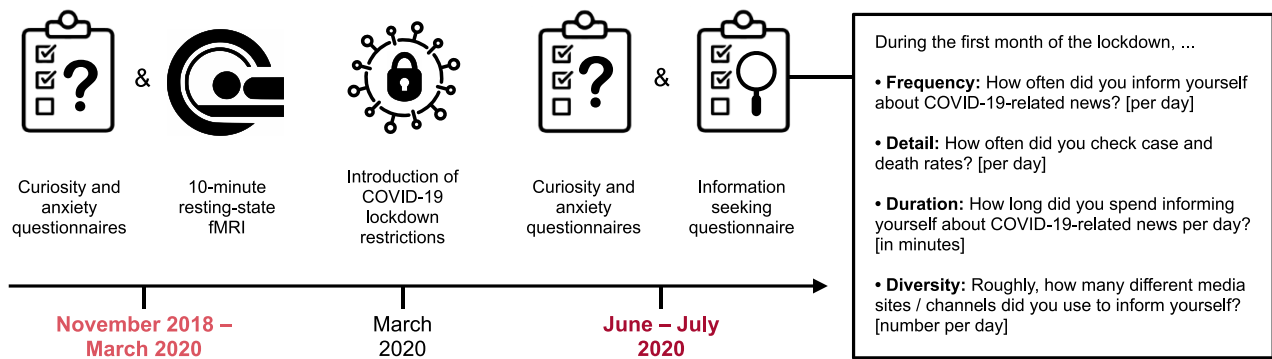 ?
&
?
&
Curiosity and
anxiety
questionnaires
10-minute
resting-state
fMRI
Introduction of
COVID-19
lockdown
restrictions
Curiosity and
anxiety
questionnaires
Information
seeking
questionnaire
November 2018 –
March 2020
March
2020
June – July
2020
During the first month of the lockdown, ...
• Frequency: How often did you inform yourself
about COVID-19-related news? [per day]
• Detail: How often did you check case and
death rates? [per day]
• Duration: How long did you spend informing
yourself about COVID-19-related news per day?
[in minutes]
• Diversity: Roughly, how many different media
sites / channels did you use to inform yourself?
[number per day]